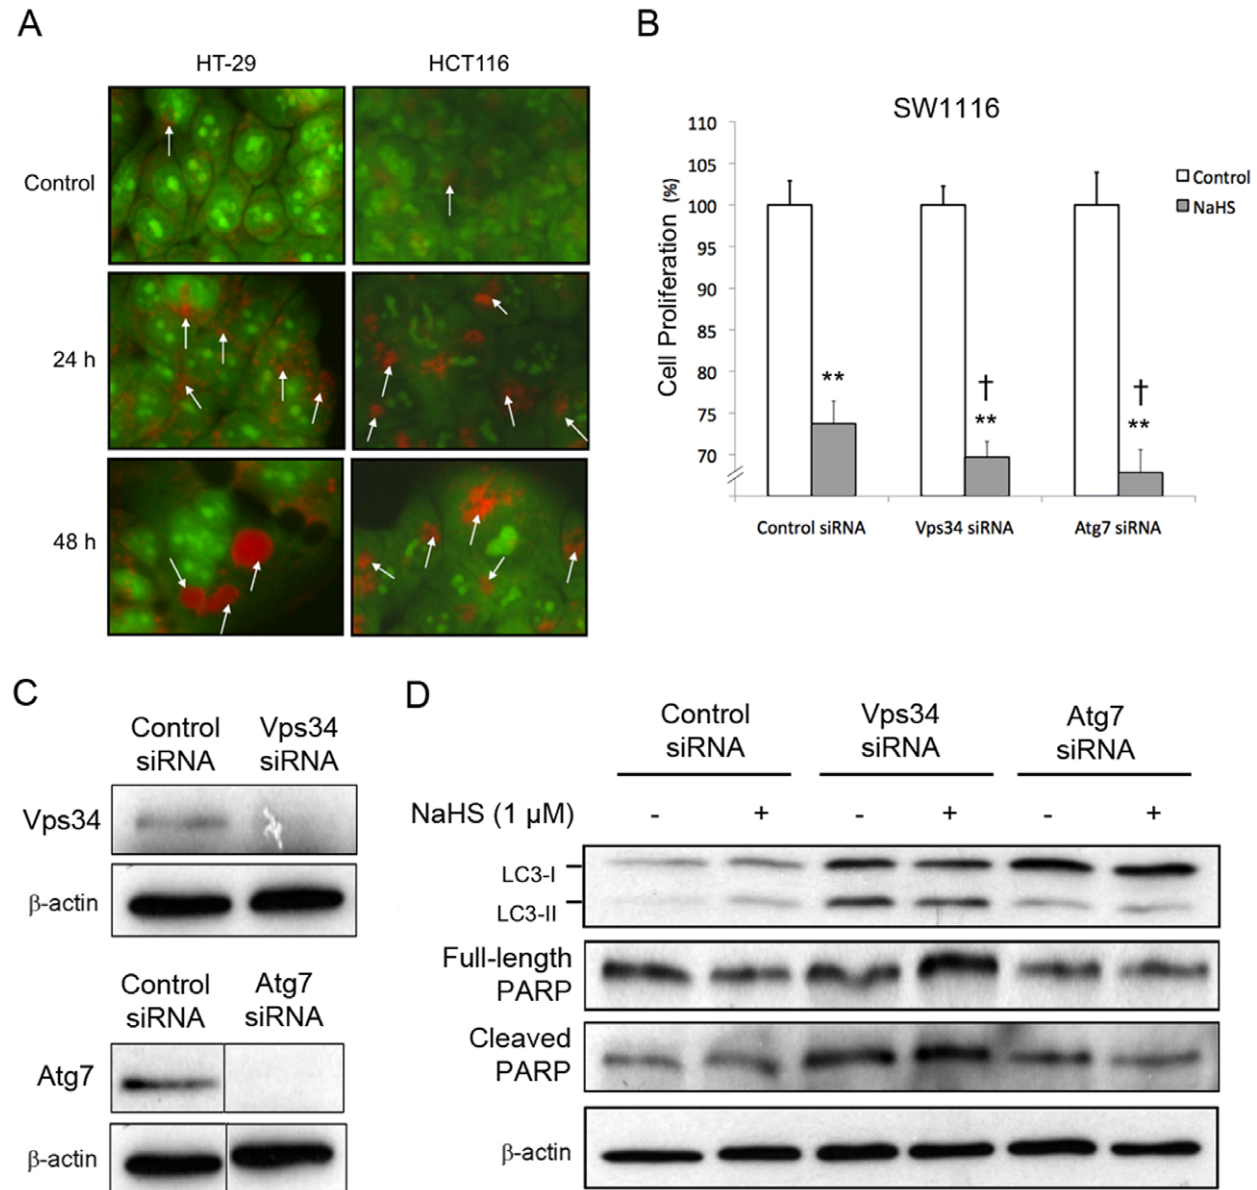 A
HT-29
HCT116
Control
24 h
48 h
B
SW1116
Cell Proliferation (%)
110
105
100
95
90
85
80
75
70
**
†
**
†
**
Control
NaHS
Control siRNA
Vps34 siRNA
Atg7 siRNA
C
Control
siRNA
Vps34
siRNA
Vps34
β-actin
Control
siRNA
Atg7
siRNA
Atg7
β-actin
D
Control
siRNA
Vps34
siRNA
Atg7
siRNA
NaHS (1 µM)
-
+
-
+
-
+
LC3-I
LC3-II
Full-length
PARP
Cleaved
PARP
β-actin